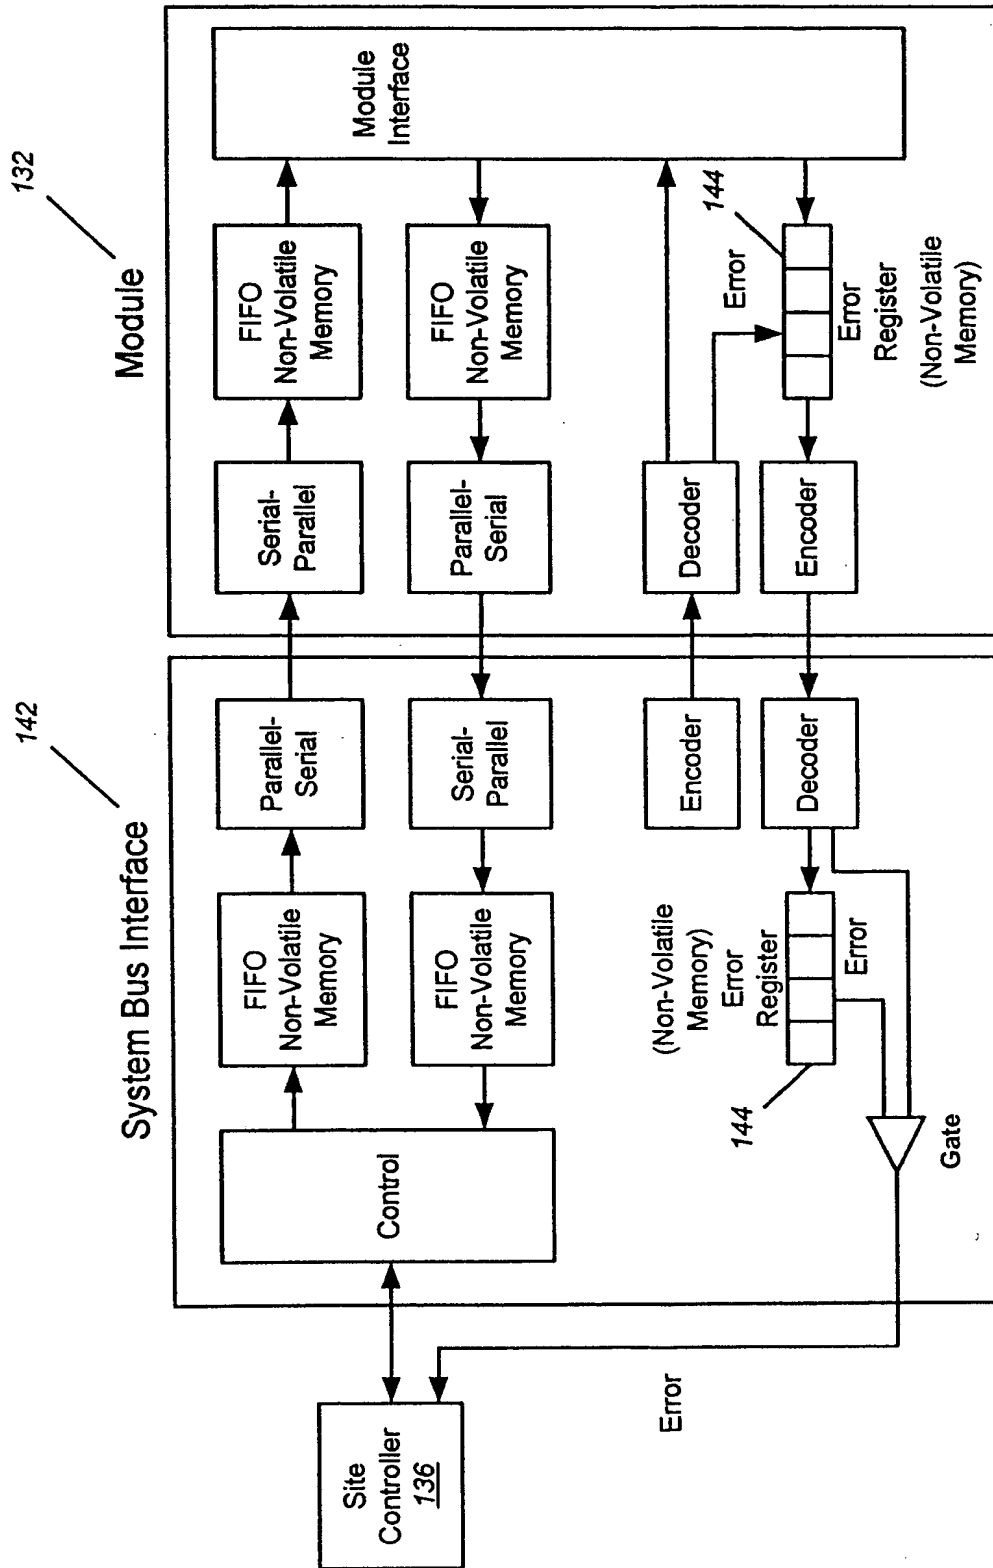 142
132
System Bus Interface
Module
Site
Controller
136
Control
FIFO
Non-Volatile
Memory
Parallel-
Serial
Serial-
Parallel
FIFO
Non-Volatile
Memory
Module
Interface
FIFO
Non-Volatile
Memory
Serial-
Parallel
Parallel-
Serial
FIFO
Non-Volatile
Memory
Encoder
Decoder
Error
144
(Non-Volatile
Memory)
Error
Register
Error
144
Decoder
Encoder
Error
Register
(Non-Volatile
Memory)
Gate
Error